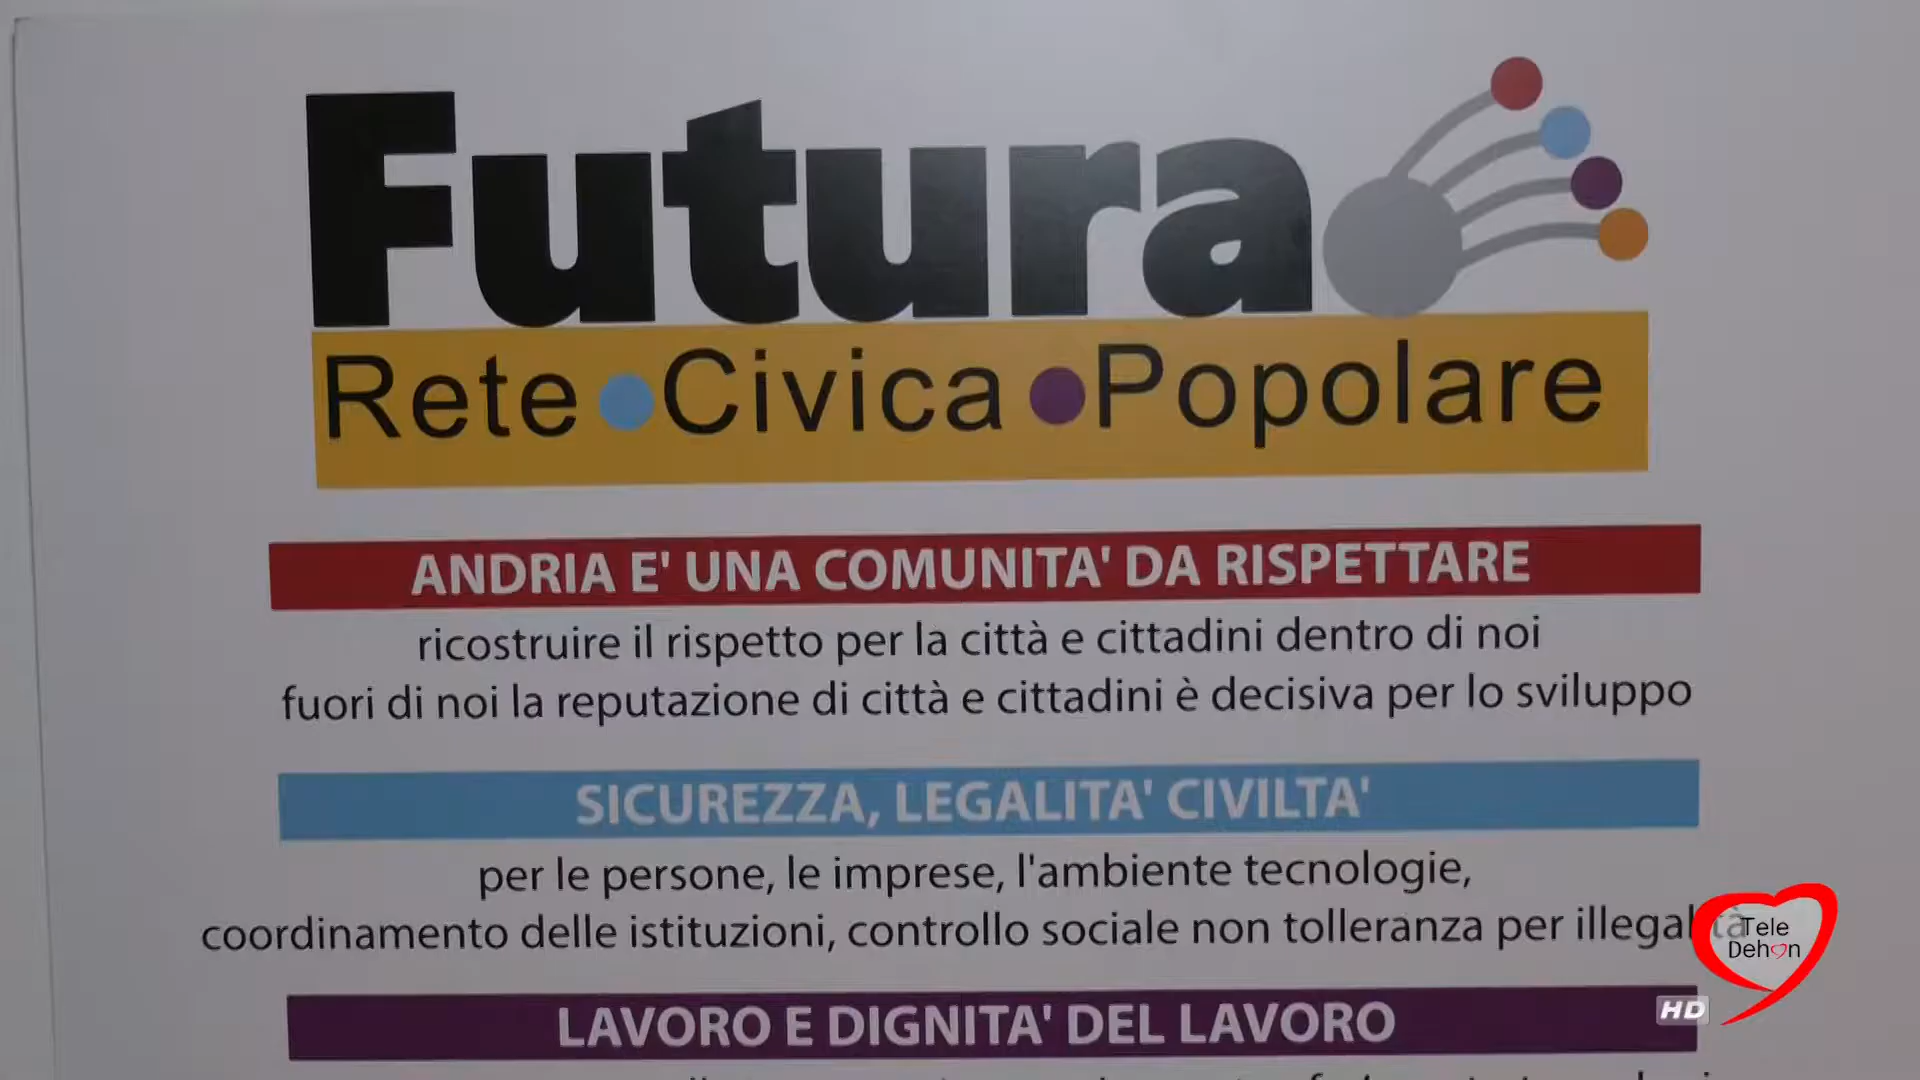 Futura
Rete • Civica • Popolare
ANDRIA E' UNA COMUNITA' DA RISPETTARE
ricostruire il rispetto per la città e cittadini dentro di noi
fuori di noi la reputazione di città e cittadini è decisiva per lo sviluppo
SICUREZZA, LEGALITA' CIVILTA'
per le persone, le imprese, l'ambiente tecnologie,
coordinamento delle istituzioni, controllo sociale non tolleranza per illegalità
Tele
Dehon
HD
LAVORO E DIGNITA' DEL LAVORO